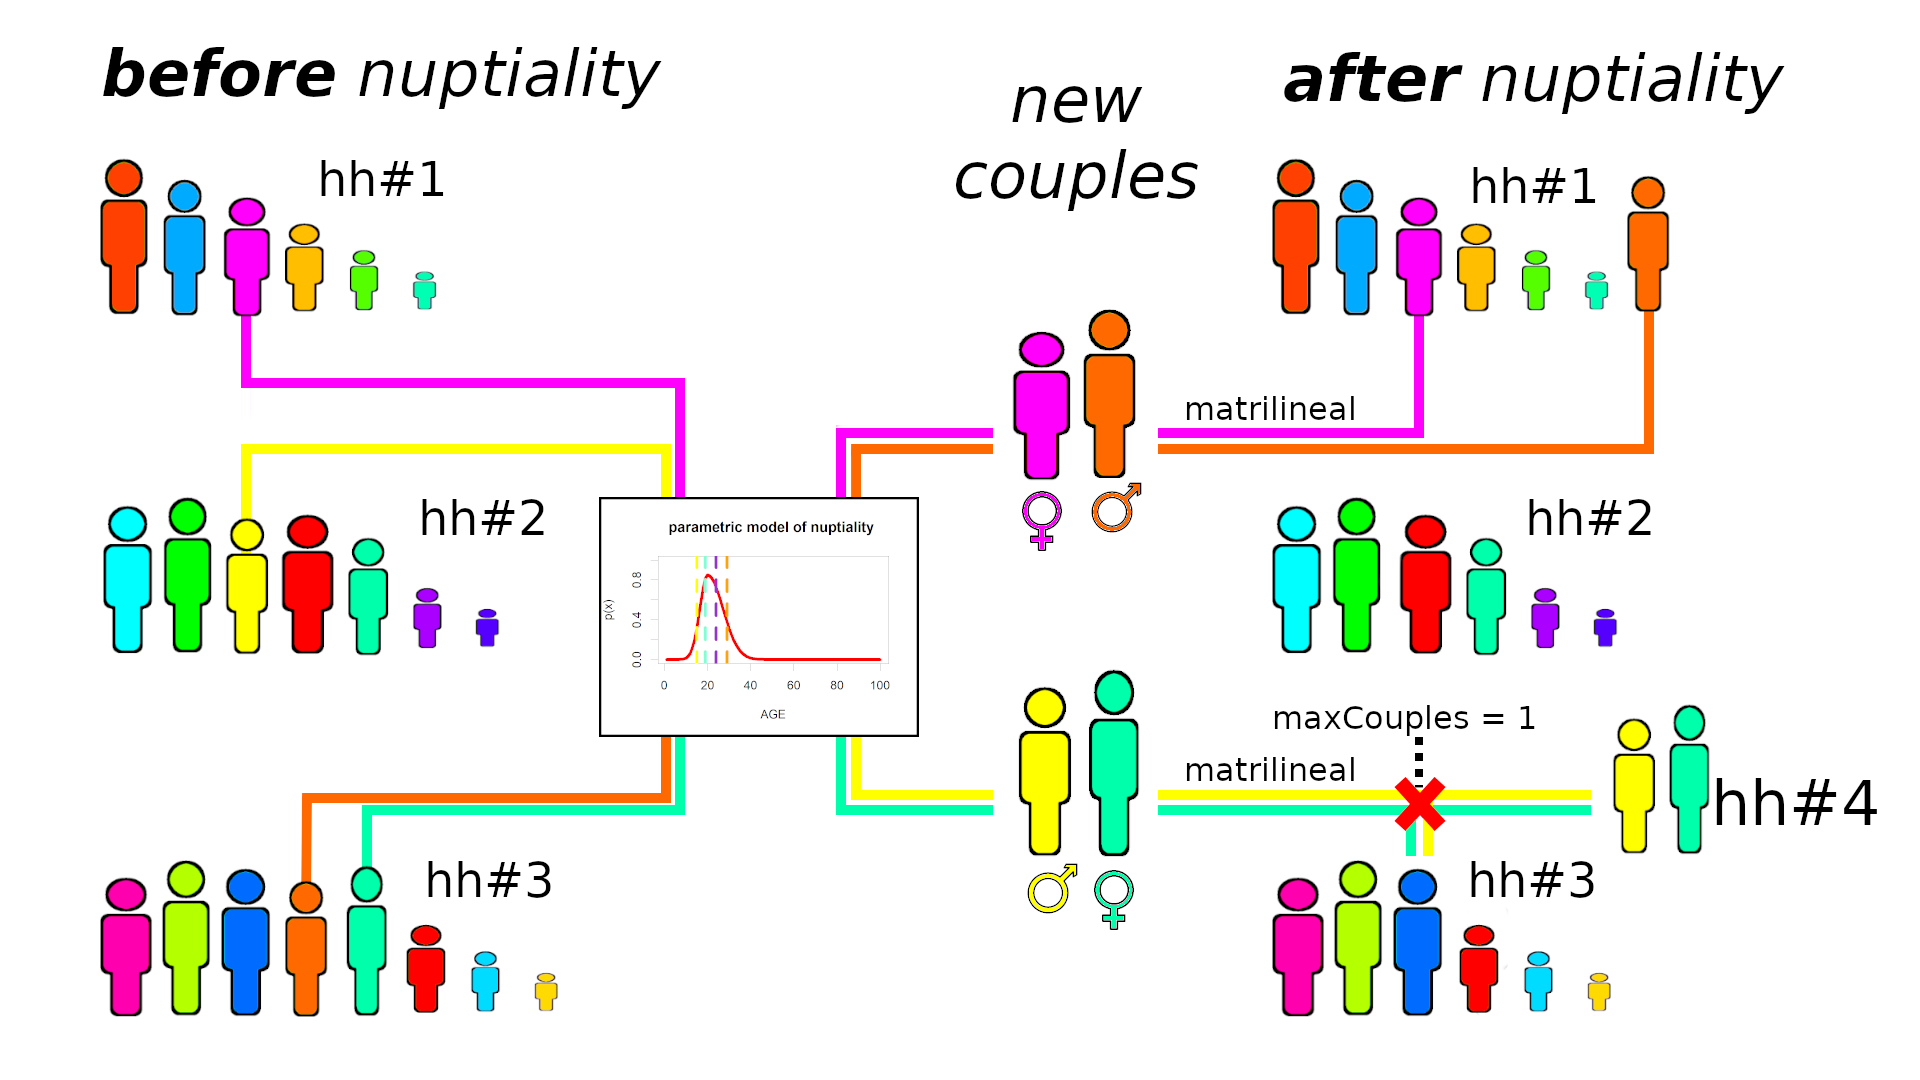 before nuptiality
new
couples
after nuptiality
hh#1
hh#1
matrilineal
hh#2
parametric model of nuptiality
p(x)
0.0 0.4 0.8
0 20 40 60 80 100
AGE
hh#2
maxCouples = 1
matrilineal
hh#4
hh#3
hh#3